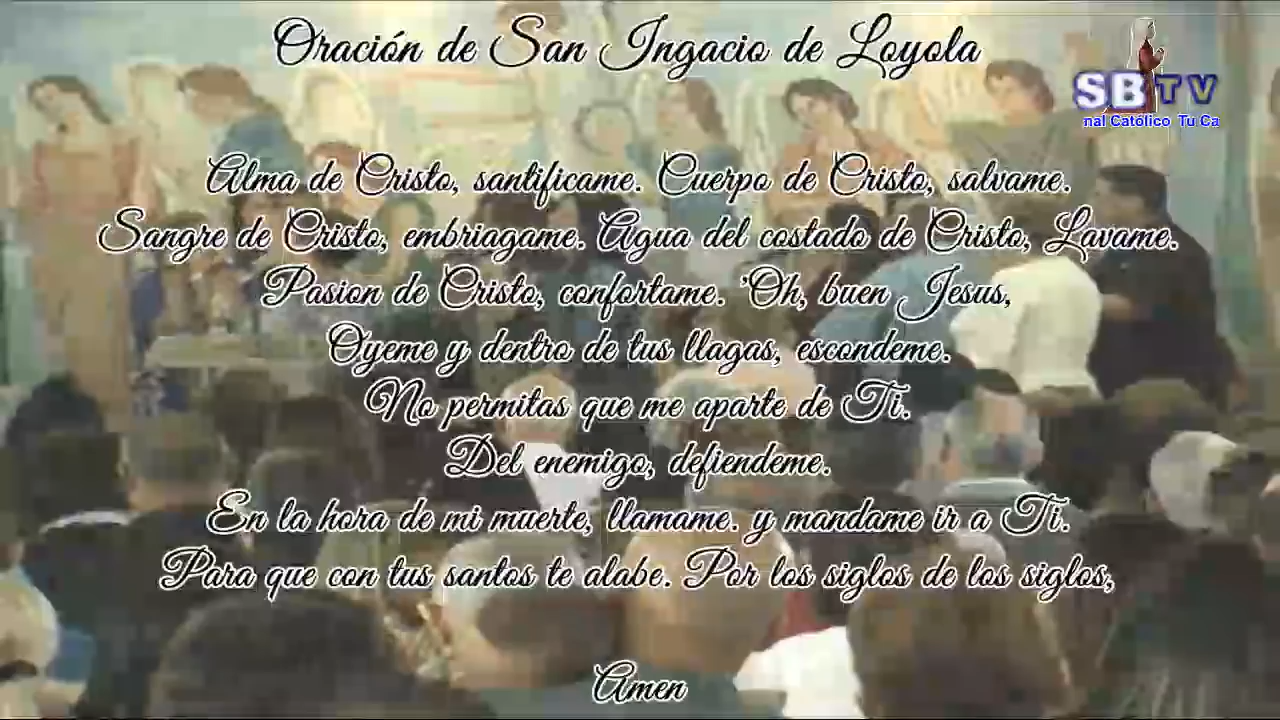 Oración de San Ingacio de Loyola
SBTV
nal Católico Tu Ca
Alma de Cristo, santificame. Cuerpo de Cristo, salvame.
Sangre de Cristo, embriagame. Agua del costado de Cristo, Lavame.
Pasion de Cristo, confortame. 'Oh, buen Jesus,
Oyeme y dentro de tus llagas, escondeme.
No permitas que me aparte de Ti.
Del enemigo, defiendeme.
En la hora de mi muerte, llamame. y mandame ir a Ti.
Para que con tus santos te alabe. Por los siglos de los siglos,
Amen